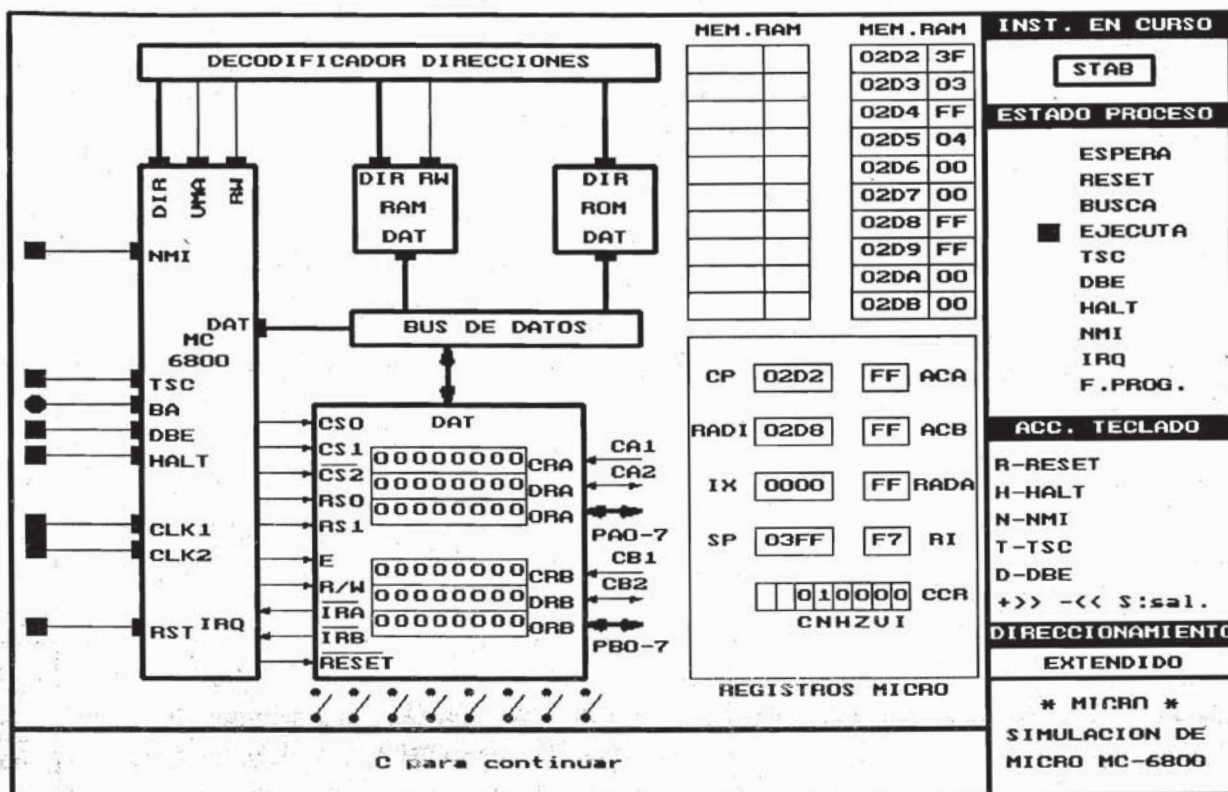 DECODIFICADOR DIRECCIONES
DIR
VMA
RW
NMI
DAT
MC
6800
TSC
BA
DBE
HALT
CLK1
CLK2
RST
IRQ
DIR RW
RAM
DAT
DIR
ROM
DAT
BUS DE DATOS
DAT
CS0
CS1
CS2
RS0
RS1
E
R/W
IRA
IRB
RESET
00000000 CRA
00000000 DRA
00000000 ORA
00000000 CRB
00000000 DRB
00000000 ORB
CA1
CA2
PA0-7
CB1
CB2
PB0-7
MEM.RAM
MEM.RAM
02D2 3F
02D3 03
02D4 FF
02D5 04
02D6 00
02D7 00
02D8 FF
02D9 FF
02DA 00
02DB 00
CP 02D2 FF ACA
RADI 02D8 FF ACB
IX 0000 FF RADA
SP 03FF F7 RI
010000 CCR
CNHZVI
REGISTROS MICRO
INST. EN CURSO
STAB
ESTADO PROCESO
ESPERA
RESET
BUSCA
EJECUTA
TSC
DBE
HALT
NMI
IRQ
F.PROG.
ACC. TECLADO
R-RESET
H-HALT
N-NMI
T-TSC
D-DBE
+>> -<< S:sal.
DIRECCIONAMIENTO
EXTENDIDO
* MICRO *
SIMULACION DE
MICRO MC-6800
C para continuar